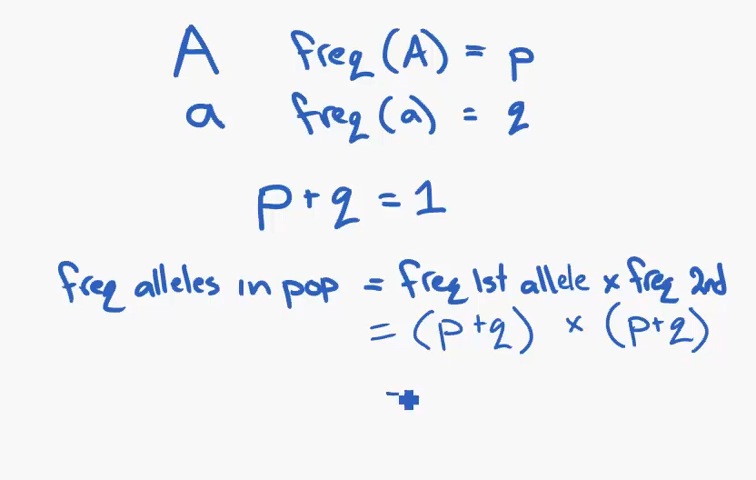 A freq(A) = p
a freq(a) = q
p+q = 1
freq alleles in pop = freq 1st allele x freq 2nd
= (p+q) x (p+q)